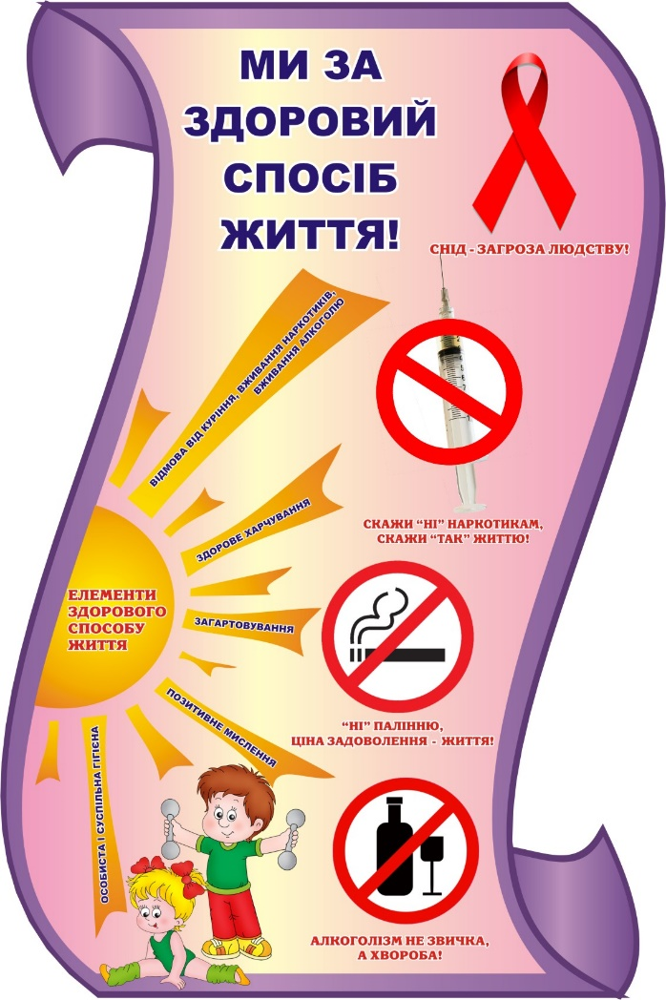 МИ ЗА
ЗДОРОВИЙ
СПОСІБ
ЖИТТЯ!
СНІД - ЗАГРОЗА ЛЮДСТВУ!
ВІДМОВА ВІД КУРІННЯ, ВЖИВАННЯ НАРКОТИКІВ,
ВЖИВАННЯ АЛКОГОЛЮ
ЗДОРОВЕ ХАРЧУВАННЯ
СКАЖИ “НІ” НАРКОТИКАМ,
СКАЖИ “ТАК” ЖИТТЮ!
ЕЛЕМЕНТИ
ЗДОРОВОГО
СПОСОБУ
ЖИТТЯ
ЗАГАРТОВУВАННЯ
ПОЗИТИВНЕ МИСЛЕННЯ
ОСОБИСТА І СУСПІЛЬНА ГІГІЄНА
“НІ” ПАЛІННЮ,
ЦІНА ЗАДОВОЛЕННЯ - ЖИТТЯ!
АЛКОГОЛІЗМ НЕ ЗВИЧКА,
А ХВОРОБА!